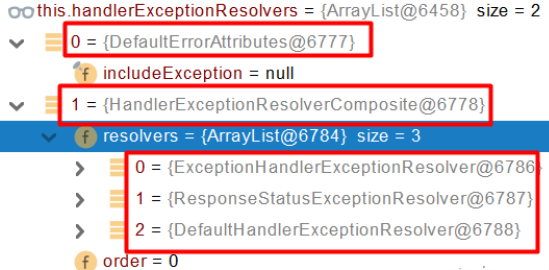 this.handlerExceptionResolvers = {ArrayList@6458} size = 2
0 = {DefaultErrorAttributes@6777}
f includeException = null
1 = {HandlerExceptionResolverComposite@6778}
f resolvers = {ArrayList@6784} size = 3
0 = {ExceptionHandlerExceptionResolver@6786
1 = {ResponseStatusExceptionResolver@6787}
2 = {DefaultHandlerExceptionResolver@6788}
f order = 0